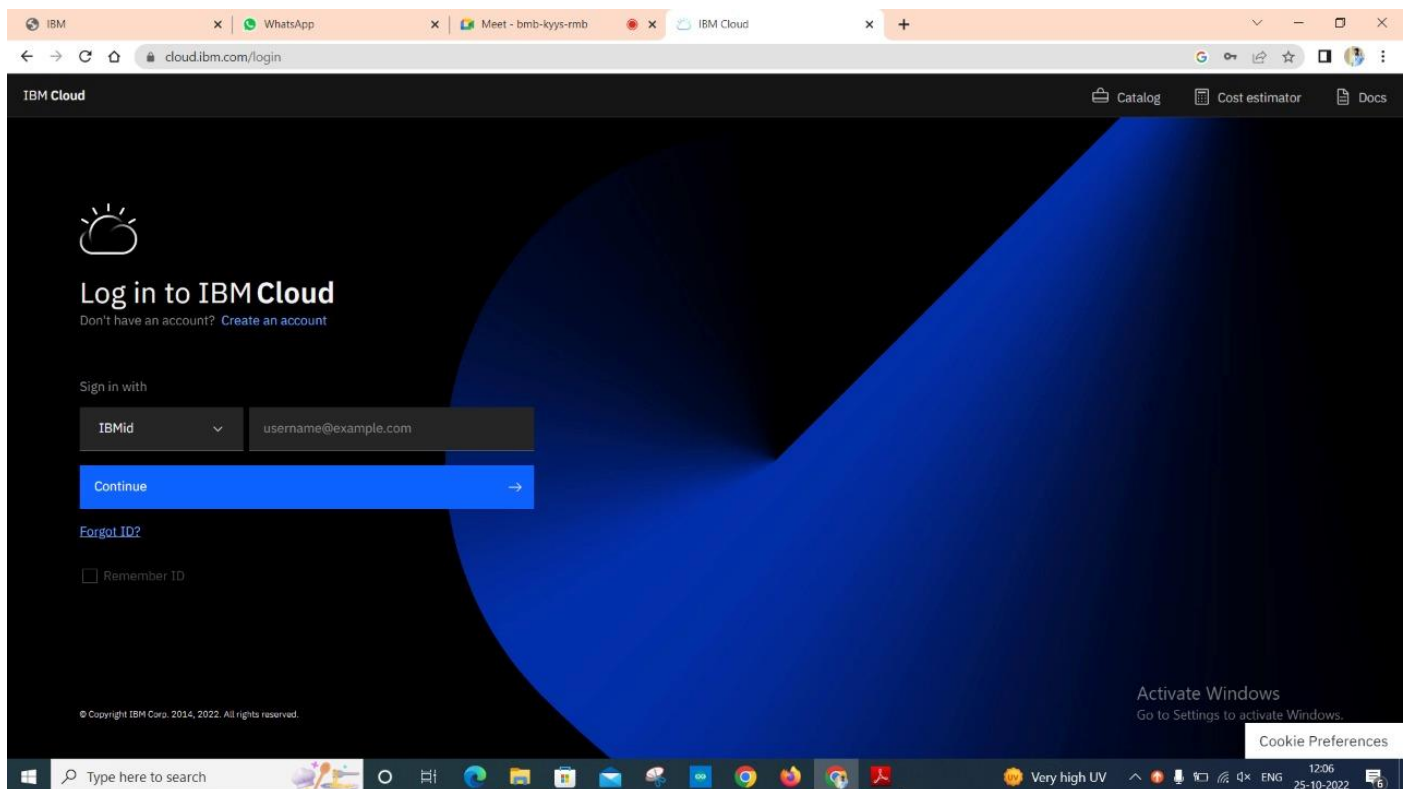 IBM WhatsApp Meet - bmb-kyys-rmb IBM Cloud
cloud.ibm.com/login
IBM Cloud Catalog Cost estimator Docs
Log in to IBM Cloud
Don't have an account? Create an account
Sign in with
IBMid username@example.com
Continue
Forgot ID?
Remember ID
Activate Windows
Go to Settings to activate Windows.
© Copyright IBM Corp. 2014, 2022. All rights reserved.
Cookie Preferences
Type here to search Very high UV ENG 12:06
25-10-2022 6